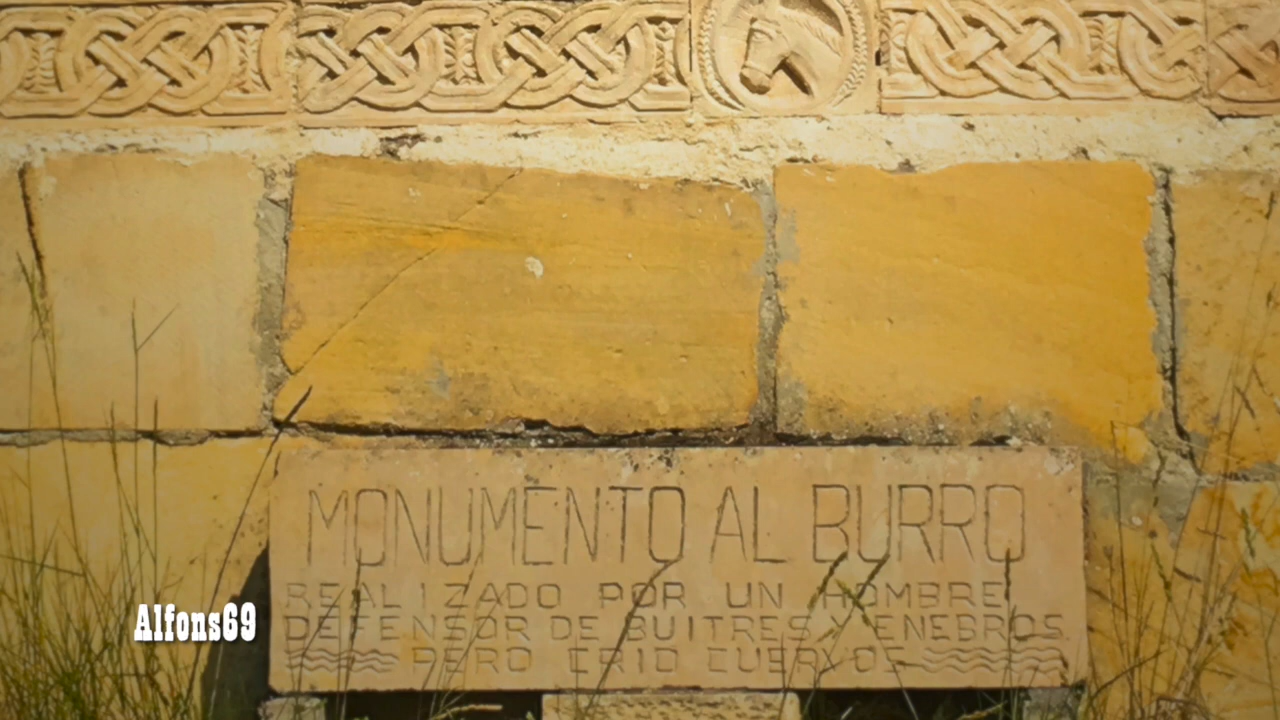 MONUMENTO AL BURRO
REALIZADO POR UN HOMBRE
DEFENSOR DE BUITRES Y ENEBROS
PERO CRIO CUERVOS
Alfons69